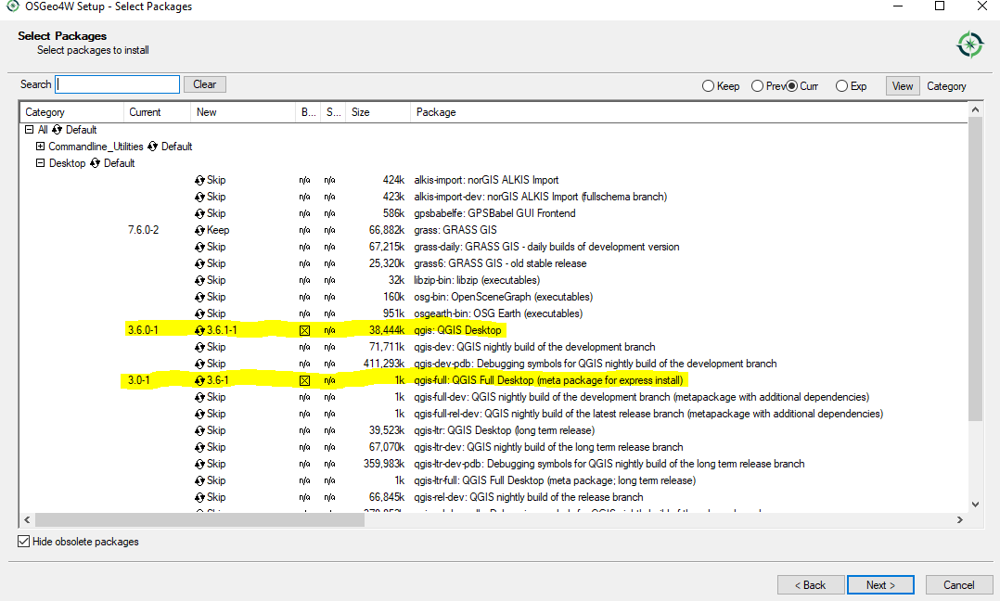 OSGeo4W Setup - Select Packages
Select Packages
Select packages to install
Search Clear Keep Prev Curr Exp View Category
Category Current New B... S... Size Package
All Default
Commandline_Utilities Default
Desktop Default
Skip n/a n/a 424k alkis-import: norGIS ALKIS Import
Skip n/a n/a 423k alkis-import-dev: norGIS ALKIS Import (fullschema branch)
Skip n/a n/a 586k gpsbabelfe: GPSBabel GUI Frontend
7.6.0-2 Keep n/a n/a 66,882k grass: GRASS GIS
Skip n/a n/a 67,215k grass-daily: GRASS GIS - daily builds of development version
Skip n/a n/a 25,320k grass6: GRASS GIS - old stable release
Skip n/a n/a 32k libzip-bin: libzip (executables)
Skip n/a n/a 160k osg-bin: OpenSceneGraph (executables)
Skip n/a n/a 951k osgearth-bin: OSG Earth (executables)
3.6.0-1 3.6.1-1 n/a 38,444k qgis: QGIS Desktop
Skip n/a n/a 71,711k qgis-dev: QGIS nightly build of the development branch
Skip n/a n/a 411,293k qgis-dev-pdb: Debugging symbols for QGIS nightly build of the development branch
3.0-1 3.6-1 n/a 1k qgis-full: QGIS Full Desktop (meta package for express install)
Skip n/a n/a 1k qgis-full-dev: QGIS nightly build of the development branch (metapackage with additional dependencies)
Skip n/a n/a 1k qgis-full-rel-dev: QGIS nightly build of the latest release branch (metapackage with additional dependencies)
Skip n/a n/a 39,523k qgis-ltr: QGIS Desktop (long term release)
Skip n/a n/a 67,070k qgis-ltr-dev: QGIS nightly build of the long term release branch
Skip n/a n/a 359,983k qgis-ltr-dev-pdb: Debugging symbols for QGIS nightly build of the long term release branch
Skip n/a n/a 1k qgis-ltr-full: QGIS Full Desktop (meta package; long term release)
Skip n/a n/a 66,845k qgis-rel-dev: QGIS nightly build of the release branch
Hide obsolete packages
< Back Next > Cancel